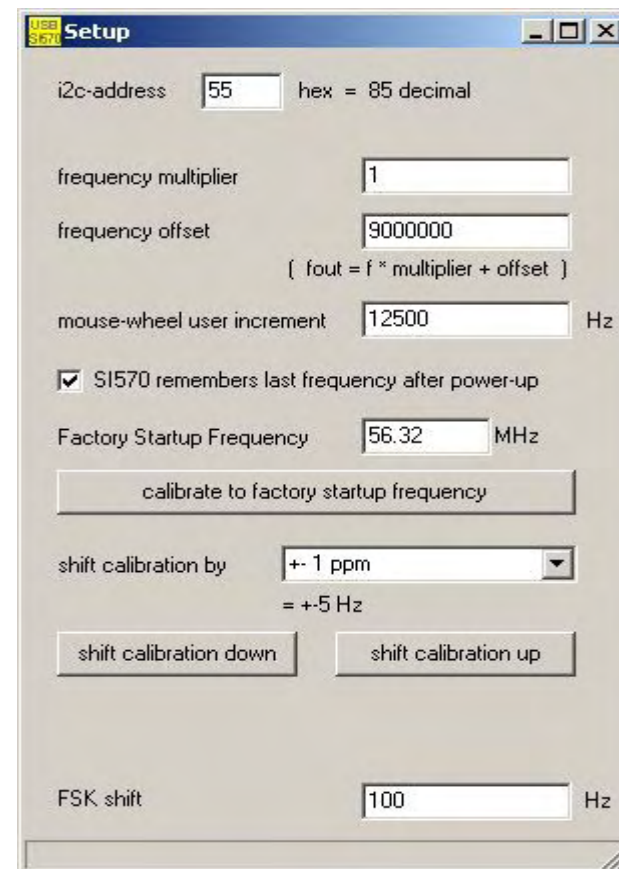 USB
SI570 Setup
i2c-address 55 hex = 85 decimal
frequency multiplier 1
frequency offset 9000000
( fout = f * multiplier + offset )
mouse-wheel user increment 12500 Hz
SI570 remembers last frequency after power-up
Factory Startup Frequency 56.32 MHz
calibrate to factory startup frequency
shift calibration by +- 1 ppm
= +-5 Hz
shift calibration down shift calibration up
FSK shift 100 Hz